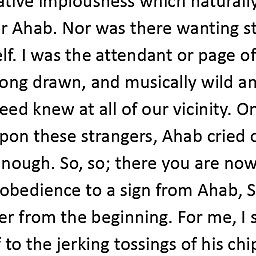 ative impiousness which naturally
r Ahab. Nor was there wanting st
elf. I was the attendant or page of
ong drawn, and musically wild an
eed knew at all of our vicinity. On
pon these strangers, Ahab cried o
nough. So, so; there you are now
obedience to a sign from Ahab, S
er from the beginning. For me, I s
f to the jerking tossings of his chip